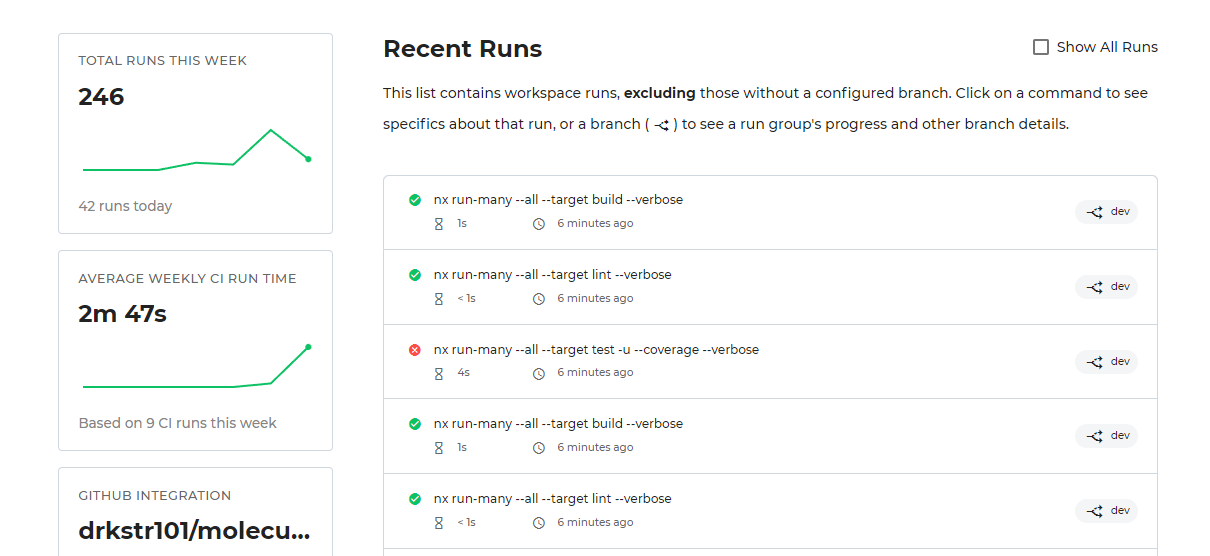 TOTAL RUNS THIS WEEK
246
42 runs today
AVERAGE WEEKLY CI RUN TIME
2m 47s
Based on 9 CI runs this week
GITHUB INTEGRATION
drkstr101/molecu...
Recent Runs
Show All Runs
This list contains workspace runs, excluding those without a configured branch. Click on a command to see
specifics about that run, or a branch ( ) to see a run group's progress and other branch details.
nx run-many --all --target build --verbose
1s 6 minutes ago
dev
nx run-many --all --target lint --verbose
< 1s 6 minutes ago
dev
nx run-many --all --target test -u --coverage --verbose
4s 6 minutes ago
dev
nx run-many --all --target build --verbose
1s 6 minutes ago
dev
nx run-many --all --target lint --verbose
< 1s 6 minutes ago
dev